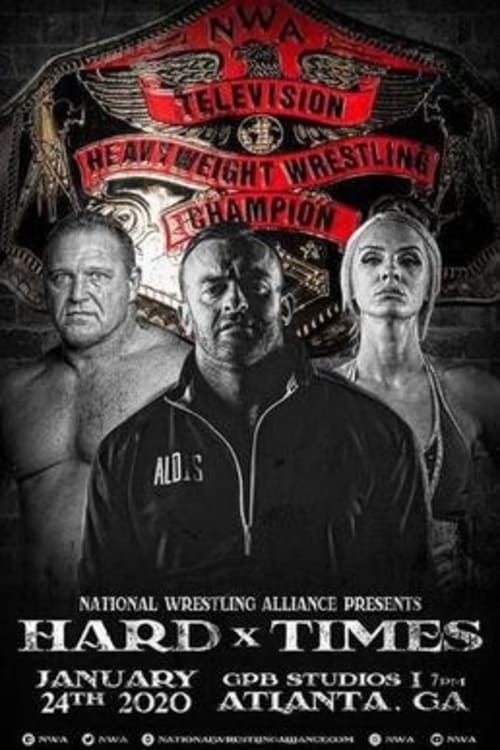 NWA
TELEVISION
HEAVYWEIGHT WRESTLING
CHAMPION
ALDIS
NATIONAL WRESTLING ALLIANCE PRESENTS
HARD x TIMES
JANUARY 24TH 2020
GPB STUDIOS | 7PM
ATLANTA, GA
NWA NWA NATIONALWRESTLINGALLIANCE.COM NWA NWA